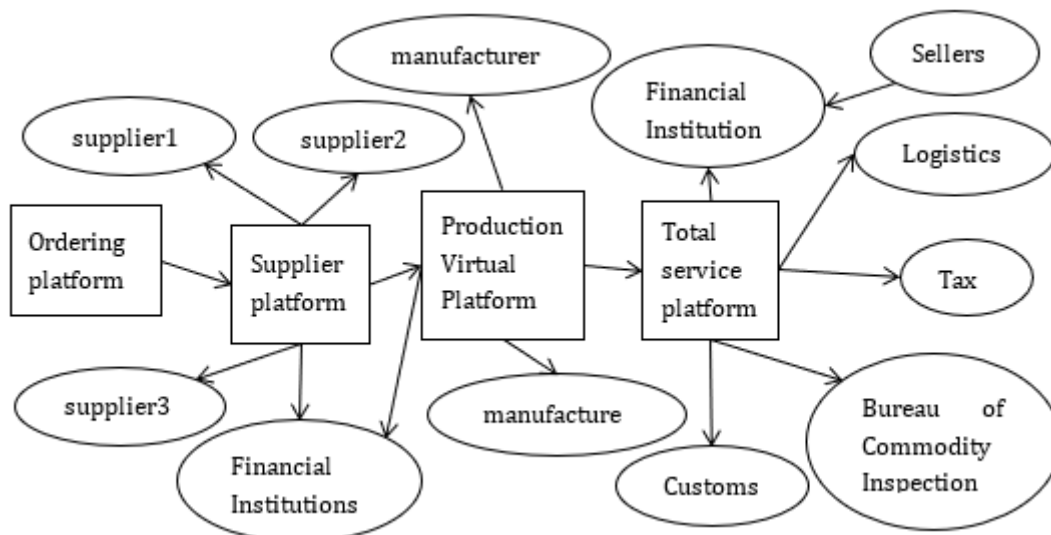 manufacturer
Sellers
Financial
Institution
supplier1
supplier2
Logistics
Ordering
platform
Supplier
platform
Production
Virtual
Platform
Total
service
platform
Tax
supplier3
manufacture
Financial
Institutions
Customs
Bureau of
Commodity
Inspection